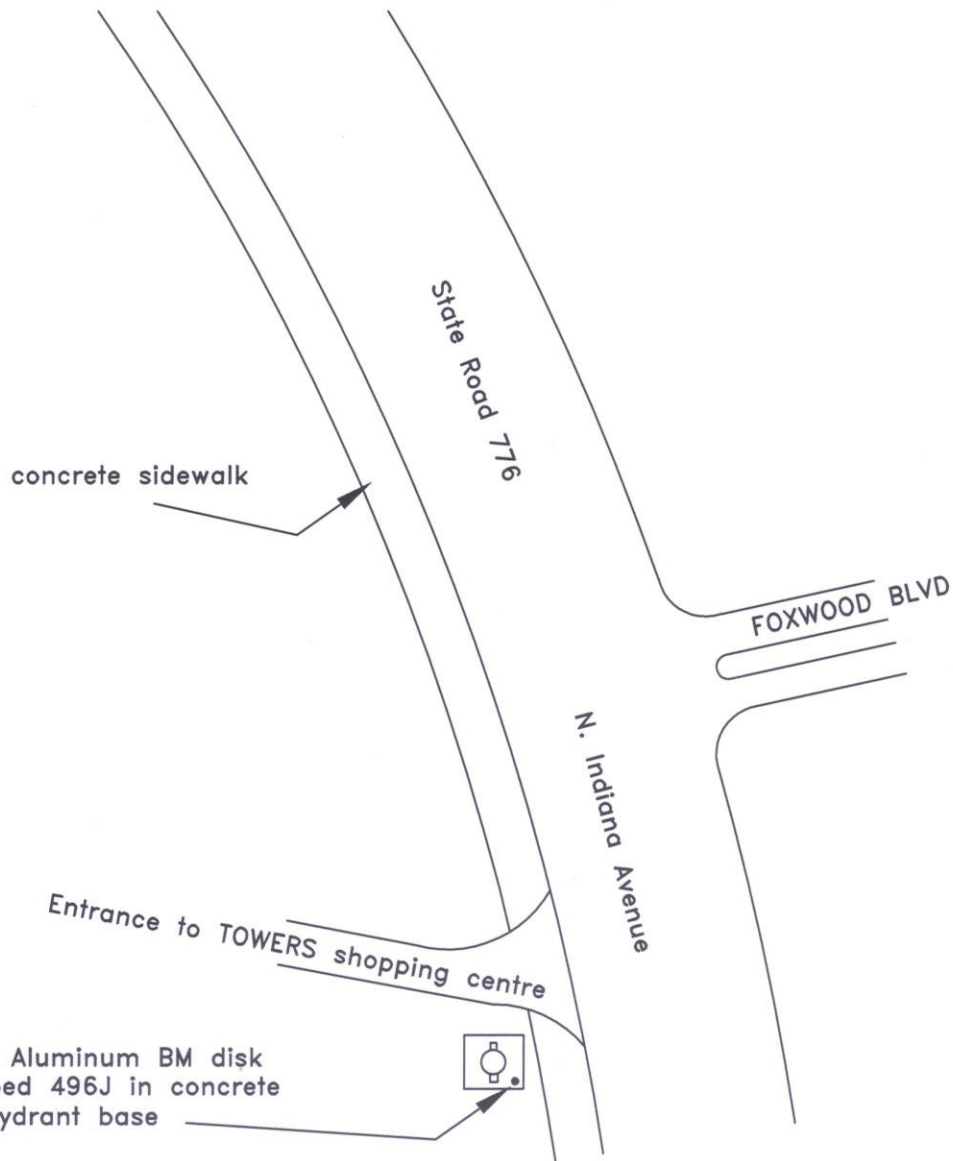 State Road 776
concrete sidewalk
FOXWOOD BLVD
N. Indiana Avenue
Entrance to TOWERS shopping centre
Aluminum BM disk
496J in concrete
base